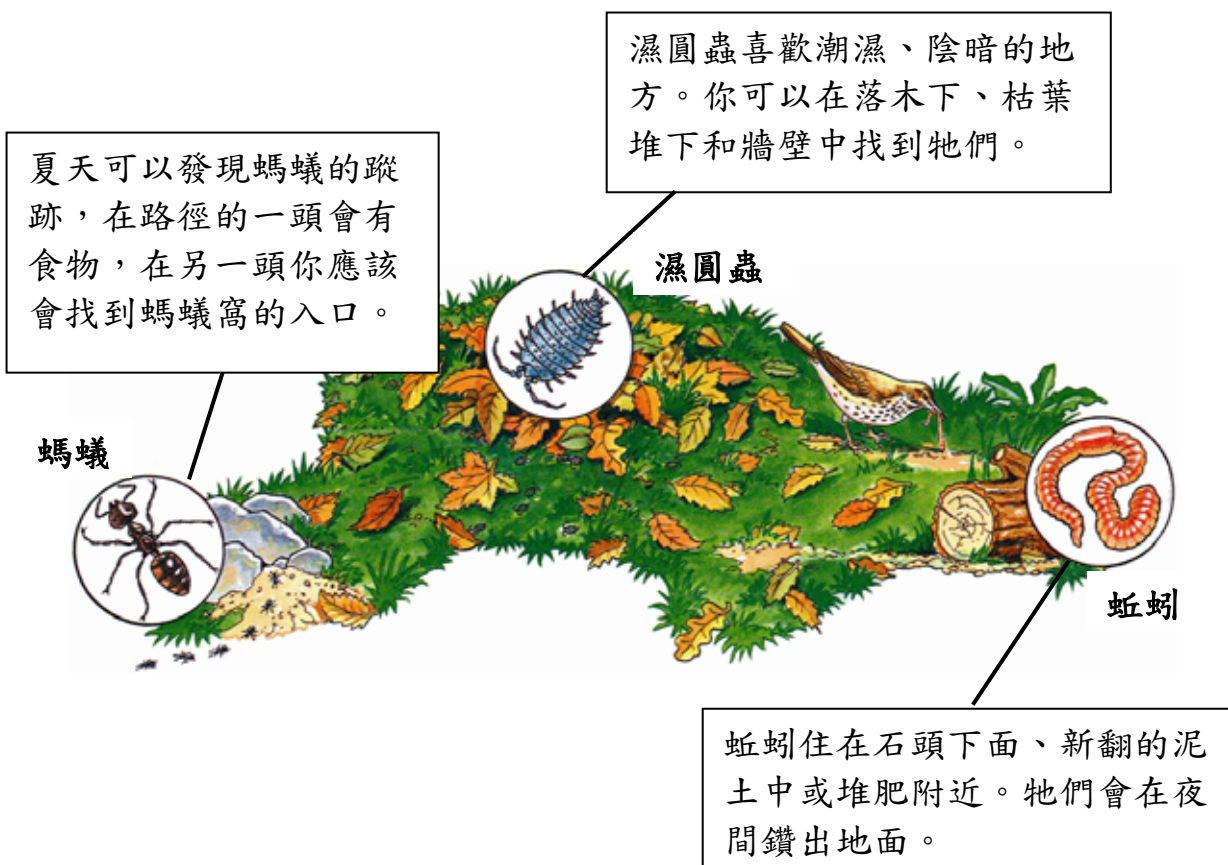 濕圓蟲喜歡潮濕、陰暗的地
方。你可以在落木下、枯葉
堆下和牆壁中找到牠們。
夏天可以發現螞蟻的蹤
跡，在路徑的一頭會有
食物，在另一頭你應該
會找到螞蟻窩的入口。
濕圓蟲
螞蟻
蚯蚓
蚯蚓住在石頭下面、新翻的泥
土中或堆肥附近。牠們會在夜
間鑽出地面。